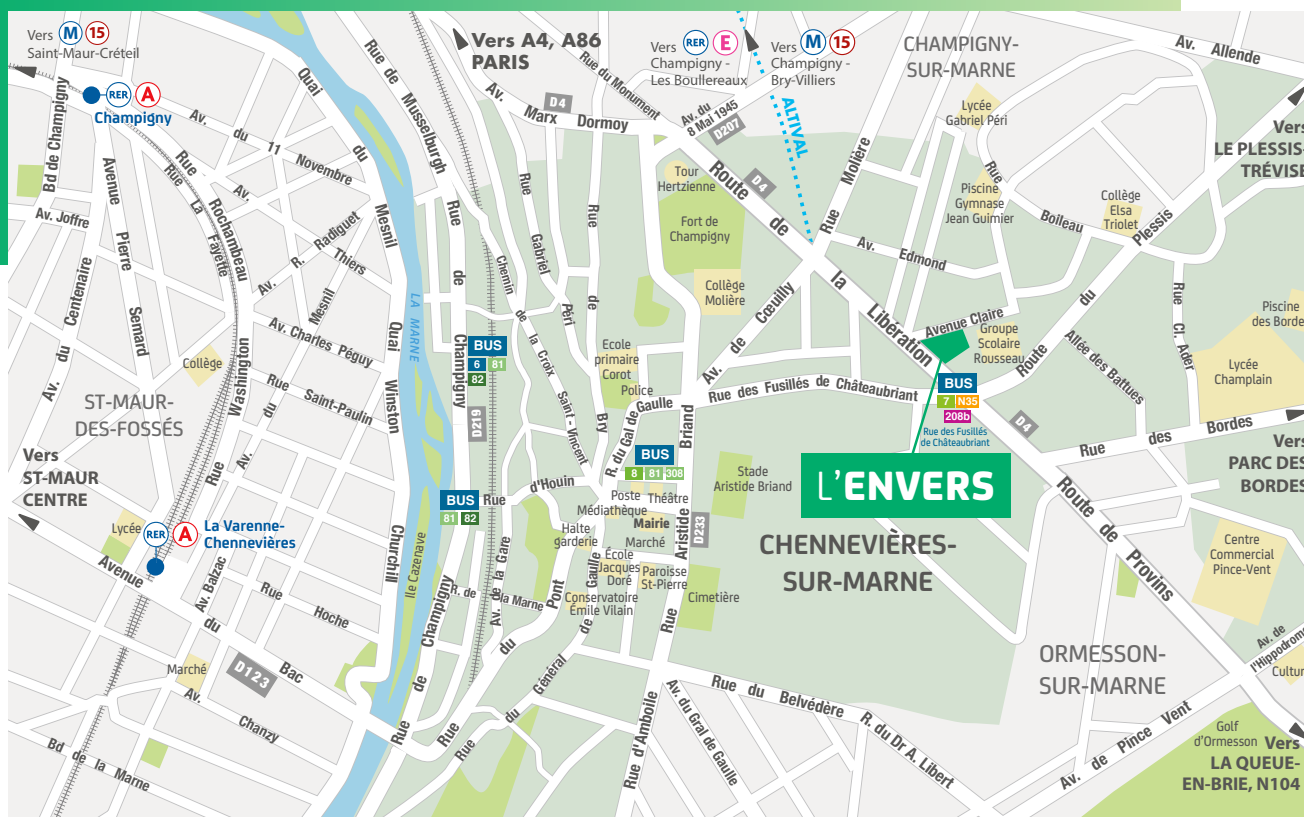 Vers M 15
Saint-Maur-Créteil
RER A
Champigny
Bd de Champigny
Av. du 11 Novembre
Quai du Mesnil
Rue de Musselburgh
Vers A4, A86
PARIS
Rue du Monument
Vers RER E
Champigny -
Les Boullereaux
Vers M 15
Champigny -
Bry-Villiers
CHAMPIGNY-
SUR-MARNE
Av. Allende
Av. Marx Dormoy
D4
Av. du
8 Mai 1945
D207
ALTIVAL
Lycée
Gabriel Péri
Vers
LE PLESSIS-
TRÉVISE
Avenue Pierre Semard
Rue La Fayette
Rue Rochambeau
Av. R. Radiguet
Av. Joffre
Av. Thiers
Av. du Centenaire
Av. du Mesnil
Av. Charles Péguy
Rue Washington
Rue Saint-Paulin
Collège
ST-MAUR-
DES-FOSSÉS
Vers
ST-MAUR
CENTRE
LA MARNE
Quai Winston Churchill
Rue de Champigny
D219
BUS
6 81
82
Chemin de la Croix Saint-Vincent
Rue Gabriel Péri
Rue de Bry
Tour
Hertzienne
Fort de
Champigny
Route de la Libération
D4
Rue Molière
Piscine
Gymnase
Jean Guimier
Rue Boileau
Collège
Elsa
Triolet
Route du Plessis
Av. Edmond
Collège
Molière
Av. de Cœuilly
Avenue Claire
Groupe
Scolaire
Rousseau
Rue Cl. Ader
Allée des Battues
Piscine
des Borde
Lycée
Champlain
Ecole
primaire
Corot
Police
R. du Gal de Gaulle
Rue des Fusillés de Châteaubriant
BUS
7 N35
208b
Rue des Fusillés
de Châteaubriant
D4
Rue des Bordes
Vers
PARC DES
BORDES
L'ENVERS
BUS
8 81 308
Poste
Théâtre
Médiathèque
Mairie
Marché
Halte
garderie
École
Jacques
Doré
Paroisse
St-Pierre
Conservatoire
Émile Vilain
Cimetière
Stade
Aristide Briand
Rue Aristide Briand
D233
CHENNEVIÈRES-
SUR-MARNE
Route de Provins
Centre
Commercial
Pince-Vent
BUS
81 82
Rue d'Houin
Av. de la Gare
R. de la Marne
Rue du Pont
Rue du Général de Gaulle
Ile Cazenave
Rue de Champigny
Lycée
RER A
La Varenne-
Chennevières
Avenue du Bac
D123
Av. Balzac
Rue Hoche
Marché
Av. Chanzy
Bd de la Marne
Rue d'Amboile
Av. du Gral de Gaulle
Rue du Belvédère
R. du Dr A. Libert
ORMESSON-
SUR-MARNE
Av. de Pince Vent
Av. de
l'Hippodrome
Cultur
Golf
d'Ormesson
Vers
LA QUEUE-
EN-BRIE, N104